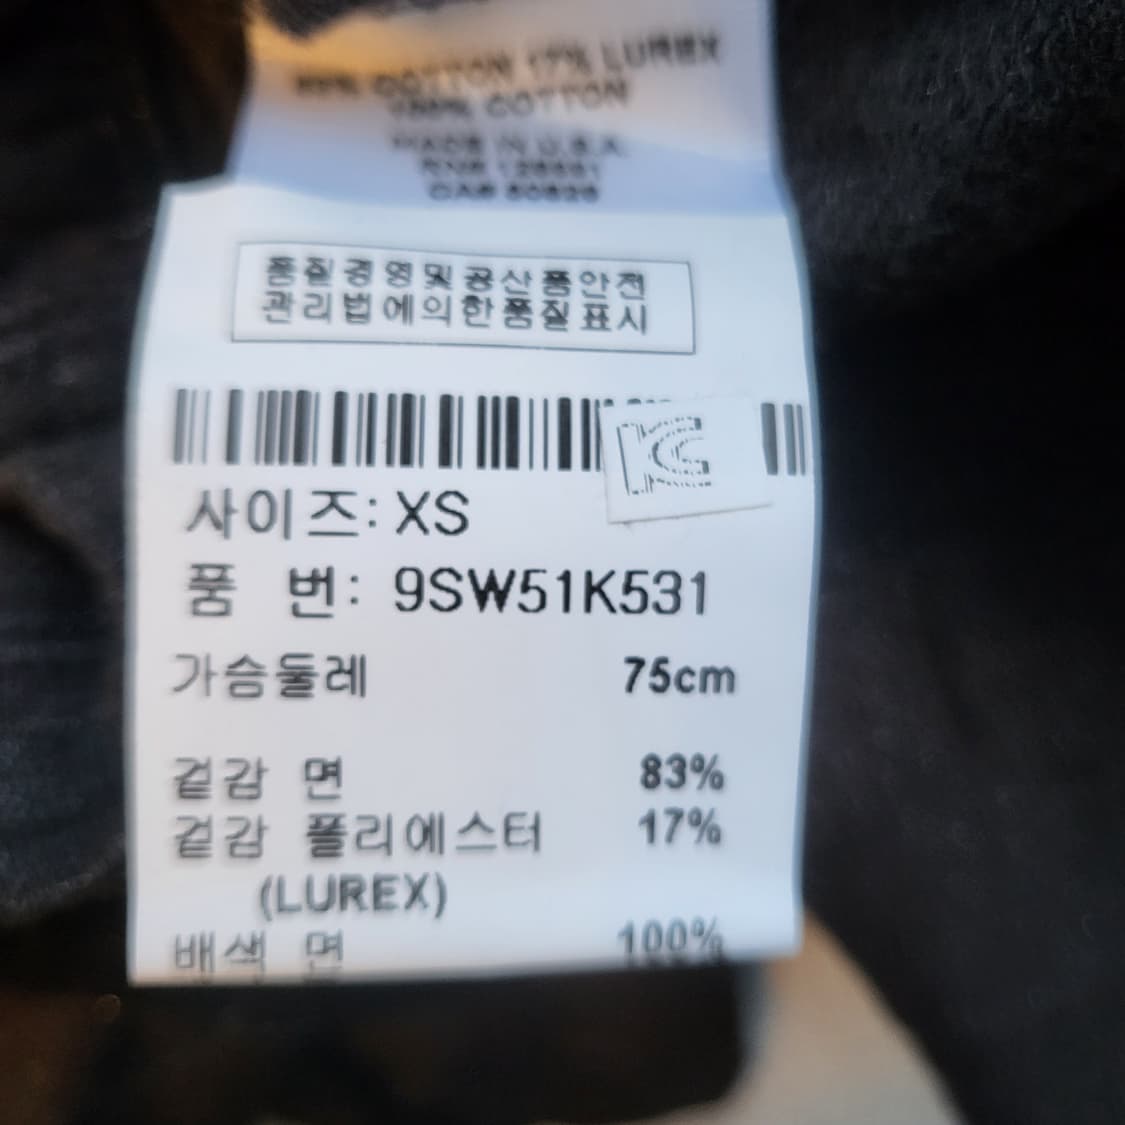 83% COTTON 17% LUREX
100% COTTON
MADE IN U.S.A.
품질경영및공산품안전
관리법에의한품질표시
KC
사이즈: XS
품 번: 9SW51K531
가슴둘레 75cm
겉감 면 83%
겉감 폴리에스터 17%
(LUREX)
배색 면 100%